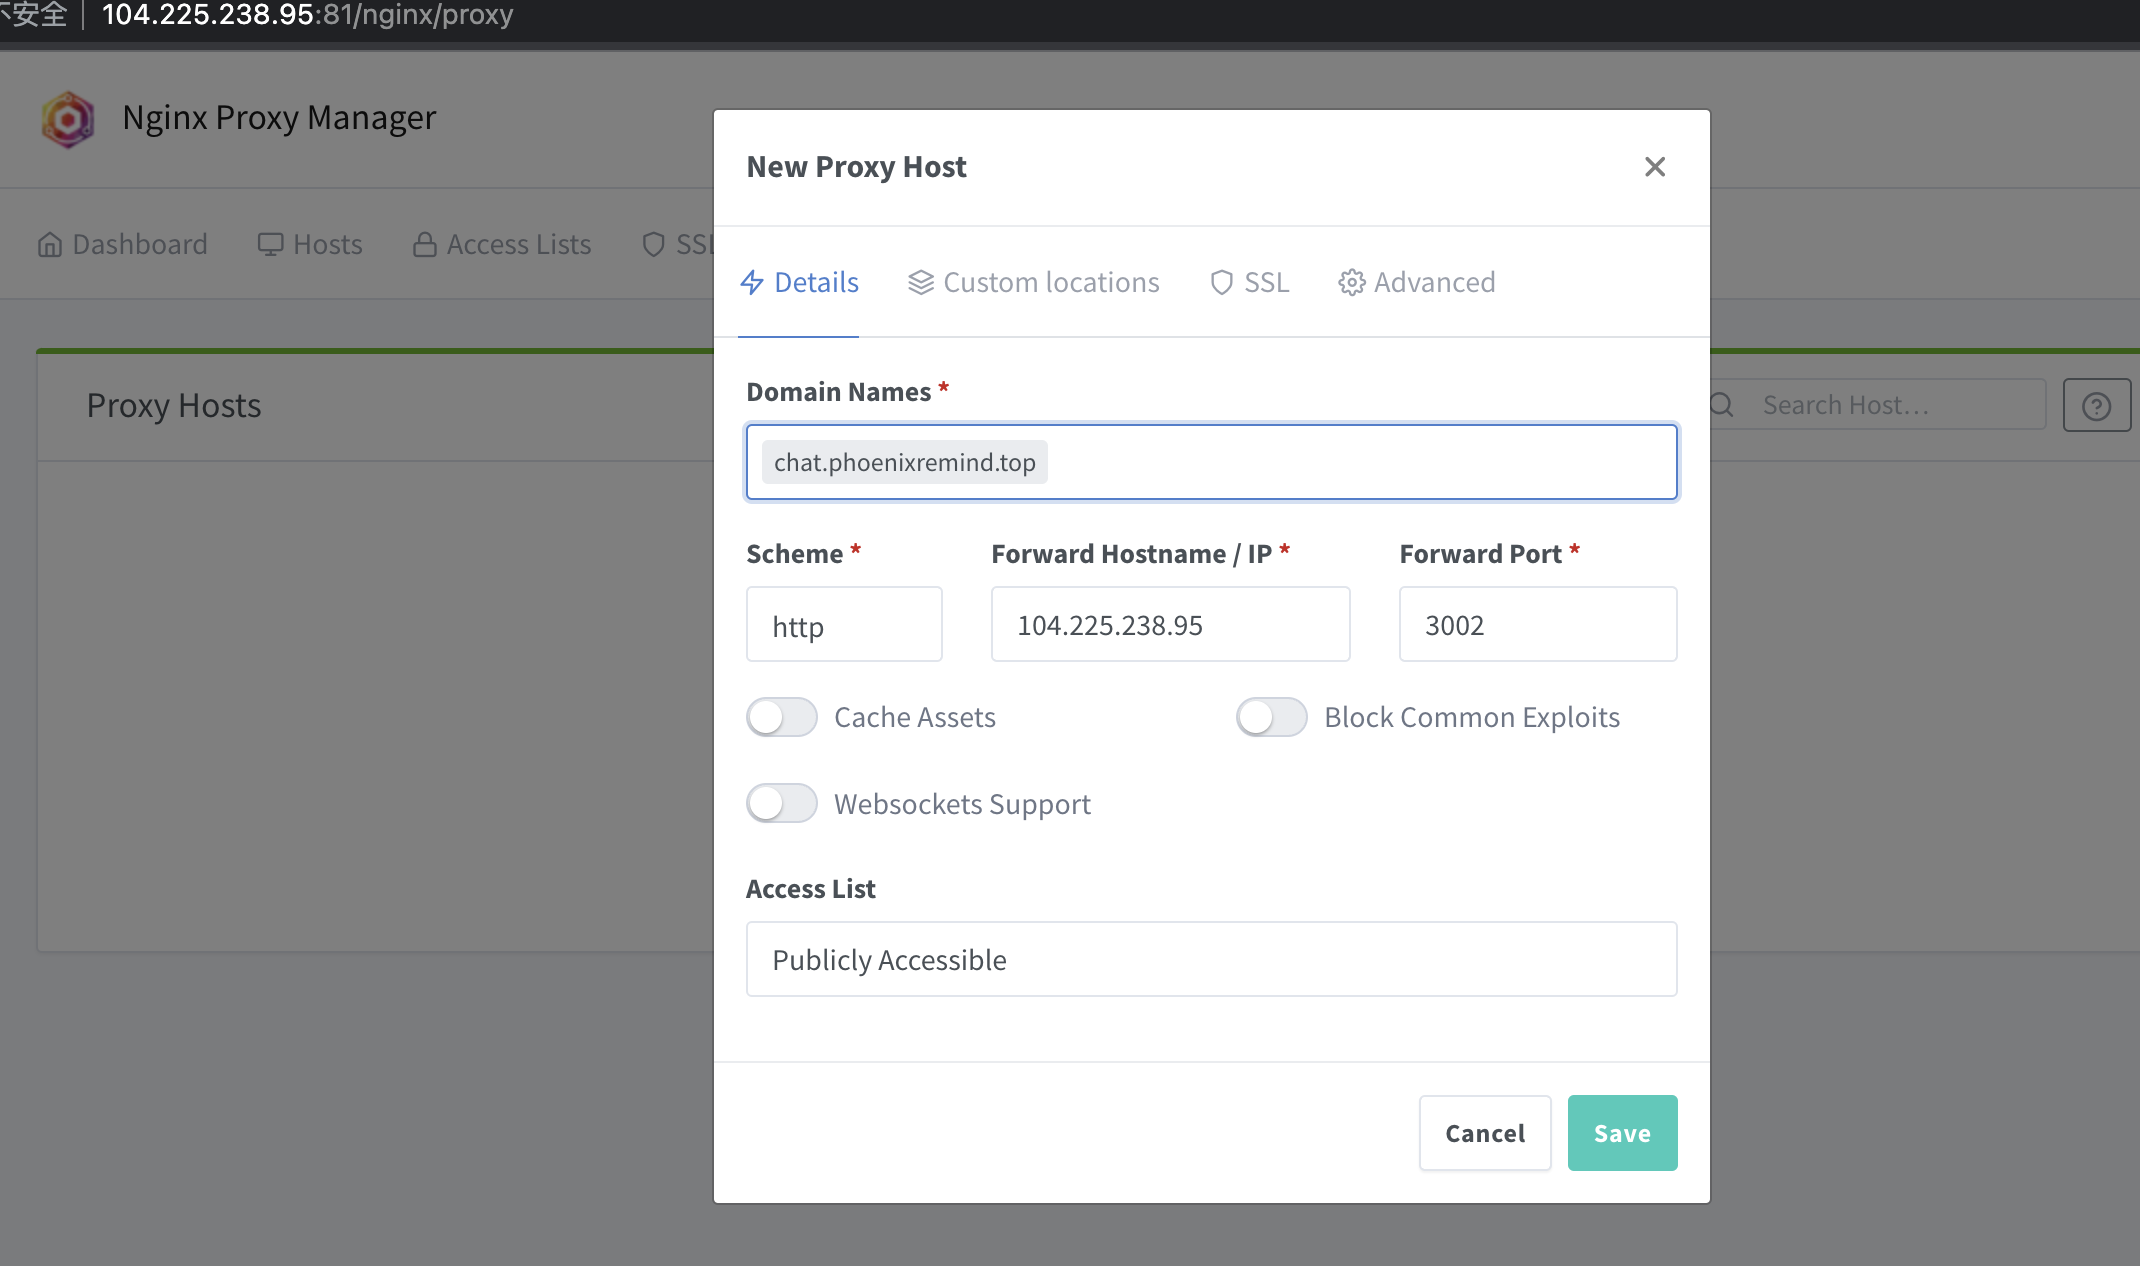 不安全 104.225.238.95:81/nginx/proxy
Nginx Proxy Manager
Dashboard Hosts Access Lists SSL
Proxy Hosts
Search Host…
New Proxy Host
Details Custom locations SSL Advanced
Domain Names *
chat.phoenixremind.top
Scheme * Forward Hostname / IP * Forward Port *
http 104.225.238.95 3002
Cache Assets Block Common Exploits
Websockets Support
Access List
Publicly Accessible
Cancel Save